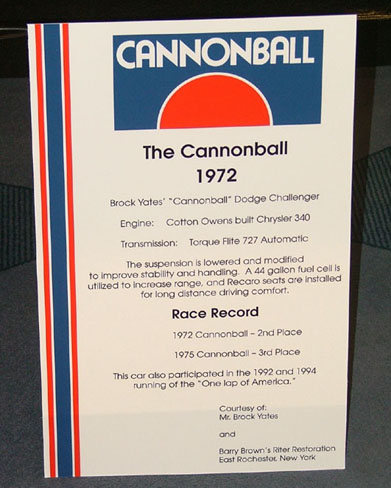 CANNONBALL
The Cannonball
1972
Brock Yates' "Cannonball" Dodge Challenger
Engine: Cotton Owens built Chrysler 340
Transmission: Torque Flite 727 Automatic
The suspension is lowered and modified
to improve stability and handling. A 44 gallon fuel cell is
utilized to increase range, and Recaro seats are installed
for long distance driving comfort.
Race Record
1972 Cannonball – 2nd Place
1975 Cannonball – 3rd Place
This car also participated in the 1992 and 1994
running of the "One lap of America."
Courtesy of:
Mr. Brock Yates
and
Barry Brown's Riter Restoration
East Rochester, New York